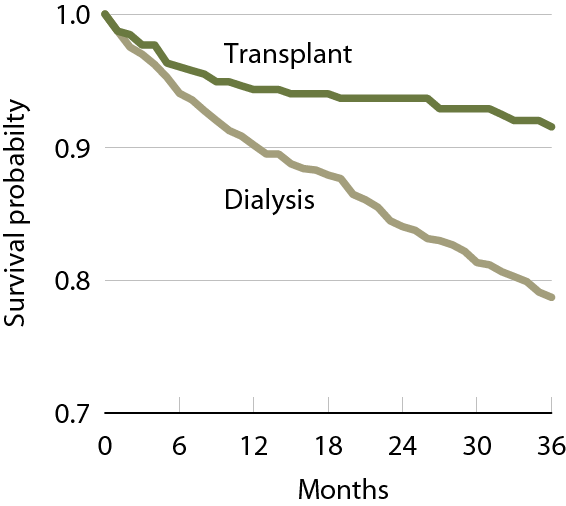 1.0
Transplant
0.9
Dialysis
0.8
0.7
0 6 12 18 24 30 36
Months
Survival probabilty